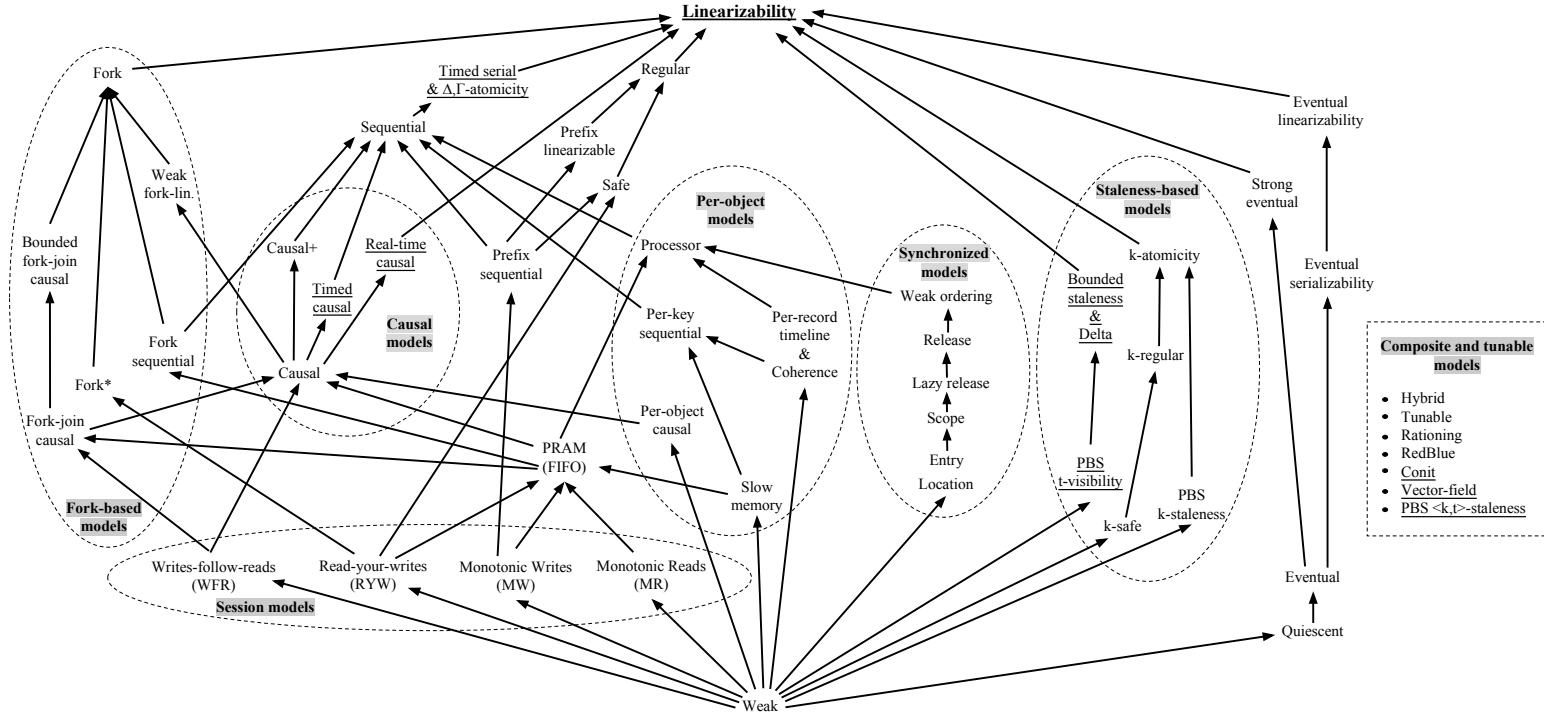 Linearizability
Fork
Timed serial
& Δ,Γ-atomicity
Regular
Eventual
linearizability
Sequential
Prefix
linearizable
Weak
fork-lin.
Safe
Strong
eventual
Staleness-based
models
Per-object
models
Bounded
fork-join
causal
Causal+
Real-time
causal
Prefix
sequential
Processor
Synchronized
models
k-atomicity
Eventual
serializability
Timed
causal
Weak ordering
Bounded
staleness
&
Delta
Causal
models
Per-key
sequential
Per-record
timeline
&
Coherence
Fork
sequential
Release
k-regular
Composite and tunable
models
Causal
Fork*
Lazy release
Hybrid
Tunable
Rationing
RedBlue
Conit
Vector-field
PBS <k,t>-staleness
Fork-join
causal
Per-object
causal
Scope
PRAM
(FIFO)
Entry
Location
PBS
t-visibility
Slow
memory
PBS
k-staleness
Fork-based
models
k-safe
Writes-follow-reads
(WFR)
Read-your-writes
(RYW)
Monotonic Writes
(MW)
Monotonic Reads
(MR)
Eventual
Session models
Quiescent
Weak